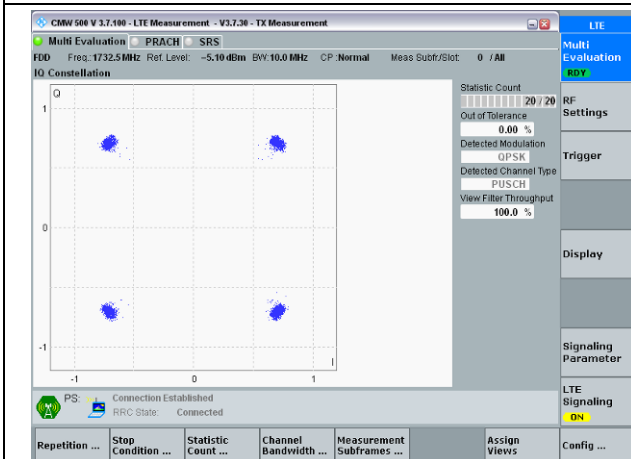 CMW 500 V 3.7.100 - LTE Measurement - V3.7.30 - TX Measurement
LTE
Multi Evaluation PRACH SRS
Multi
Evaluation
RDY
FDD Freq.:1732.5 MHz Ref. Level: −5.10 dBm BW:10.0 MHz CP :Normal Meas Subfr./Slot: 0 / All
IQ Constellation
Q
1
0
-1
I
-1 0 1
Statistic Count
20 / 20
Out of Tolerance
0.00 %
Detected Modulation
QPSK
Detected Channel Type
PUSCH
View Filter Throughput
100.0 %
RF
Settings
Trigger
Display
Signaling
Parameter
LTE
Signaling
ON
PS: Connection Established
RRC State: Connected
Repetition ...
Stop
Condition ...
Statistic
Count ...
Channel
Bandwidth ...
Measurement
Subframes ...
Assign
Views
Config ...